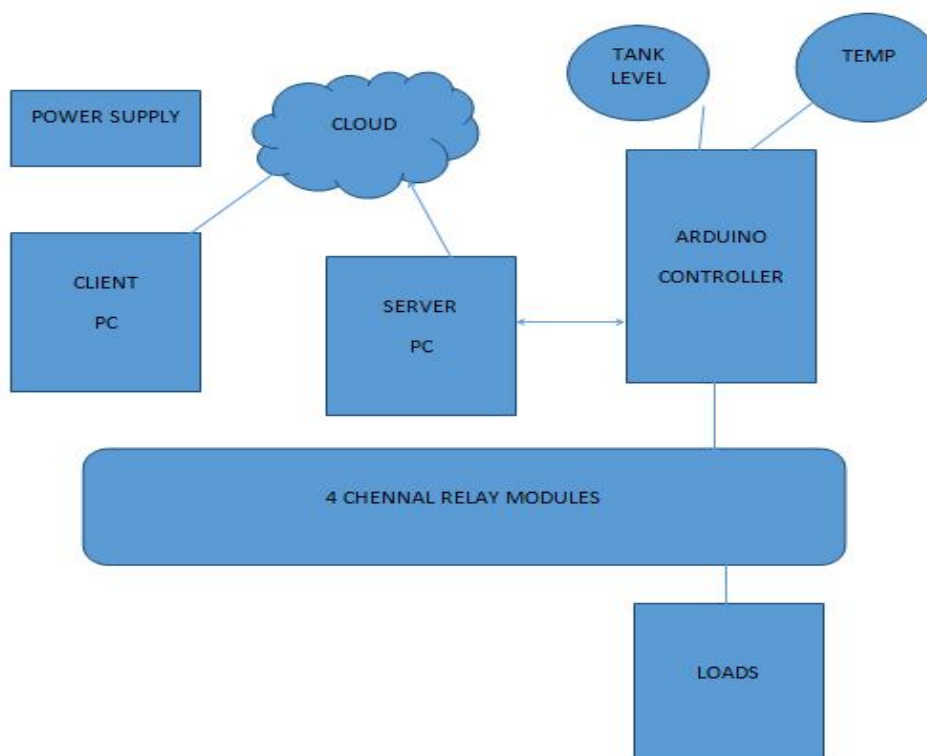 TANK
LEVEL
TEMP
POWER SUPPLY
CLOUD
ARDUINO
CONTROLLER
CLIENT
PC
SERVER
PC
4 CHENNAL RELAY MODULES
LOADS